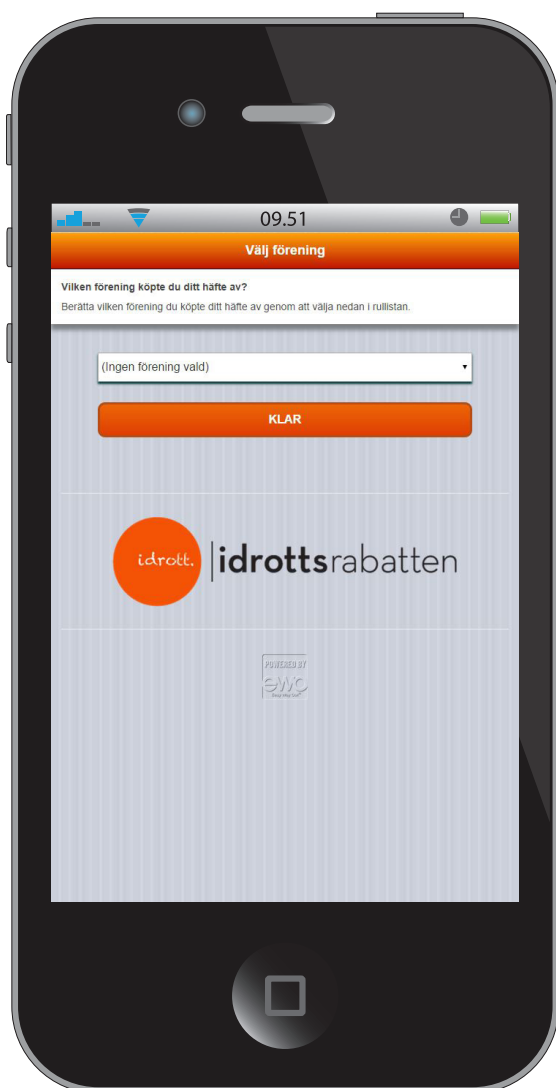 09.51
Välj förening
Vilken förening köpte du ditt häfte av?
Berätta vilken förening du köpte ditt häfte av genom att välja nedan i rullistan.
(Ingen förening vald)
KLAR
idrott. idrottsrabatten
POWERED BY
ewo